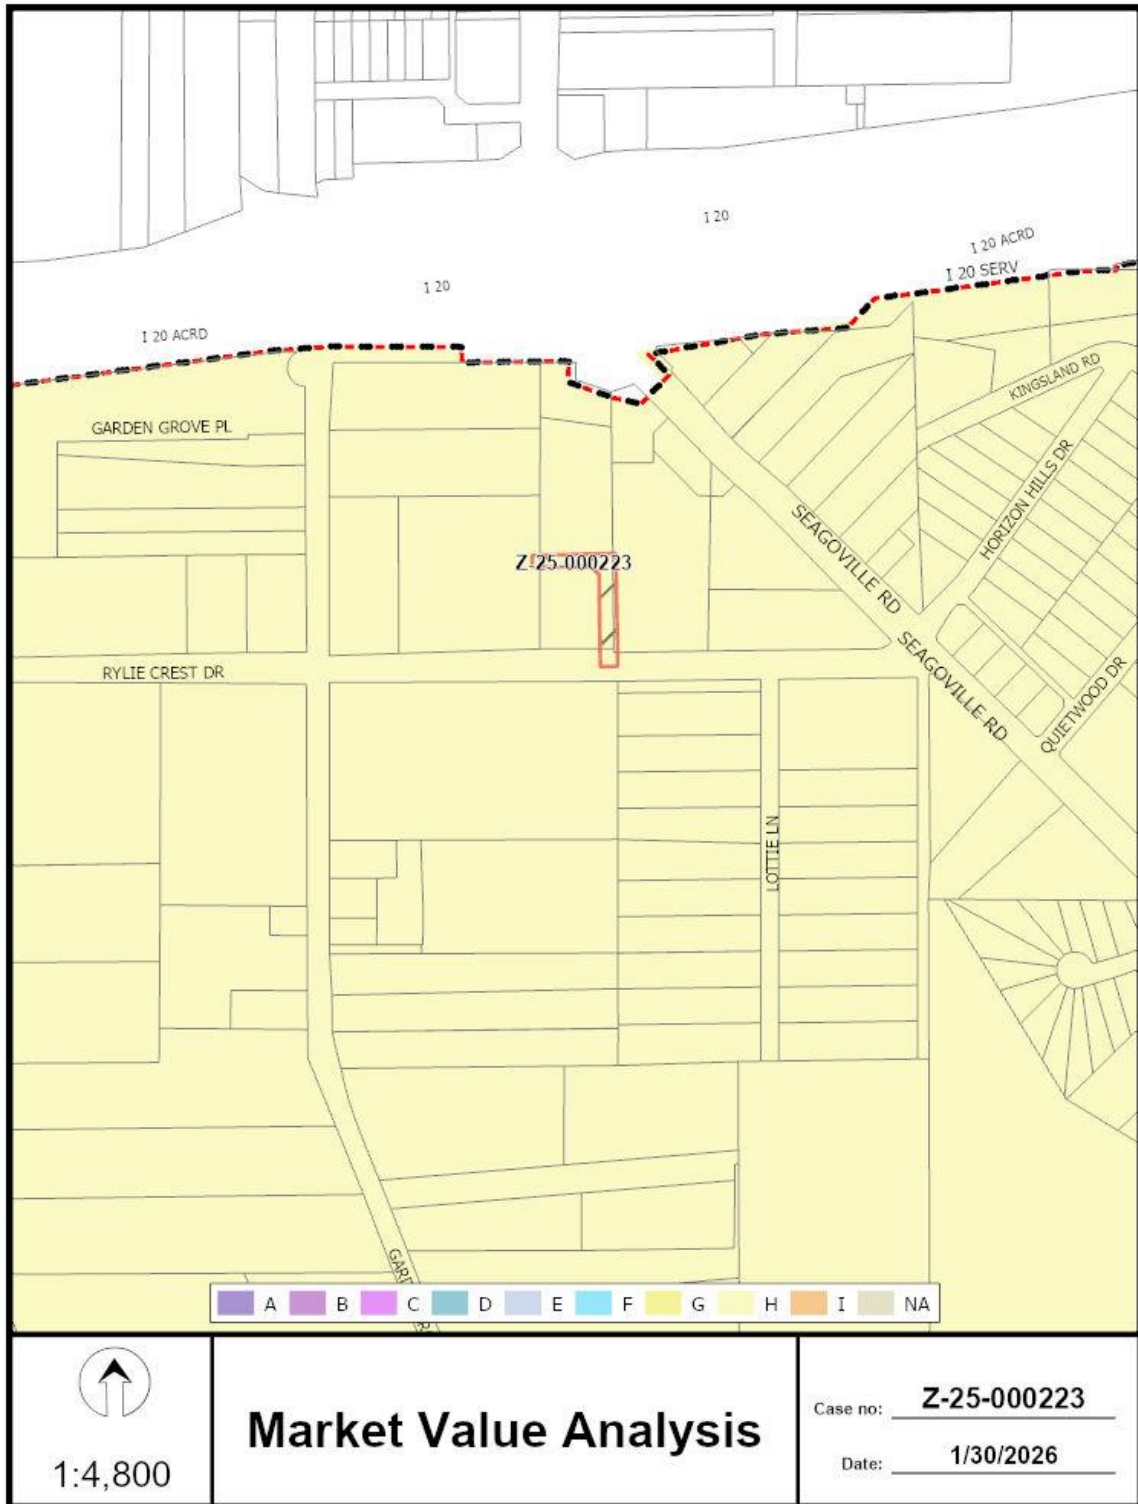 I 20
I 20 ACRD
I 20 SERV
I 20
I 20 ACRD
KINGSLAND RD
GARDEN GROVE PL
HORIZON HILLS DR
SEAGOVILLE RD
Z-25-000223
SEAGOVILLE RD
RYLIE CREST DR
QUIETWOOD DR
LOTTIE LN
A B C D E F G H I NA
1:4,800
Market Value Analysis
Case no: Z-25-000223
Date: 1/30/2026